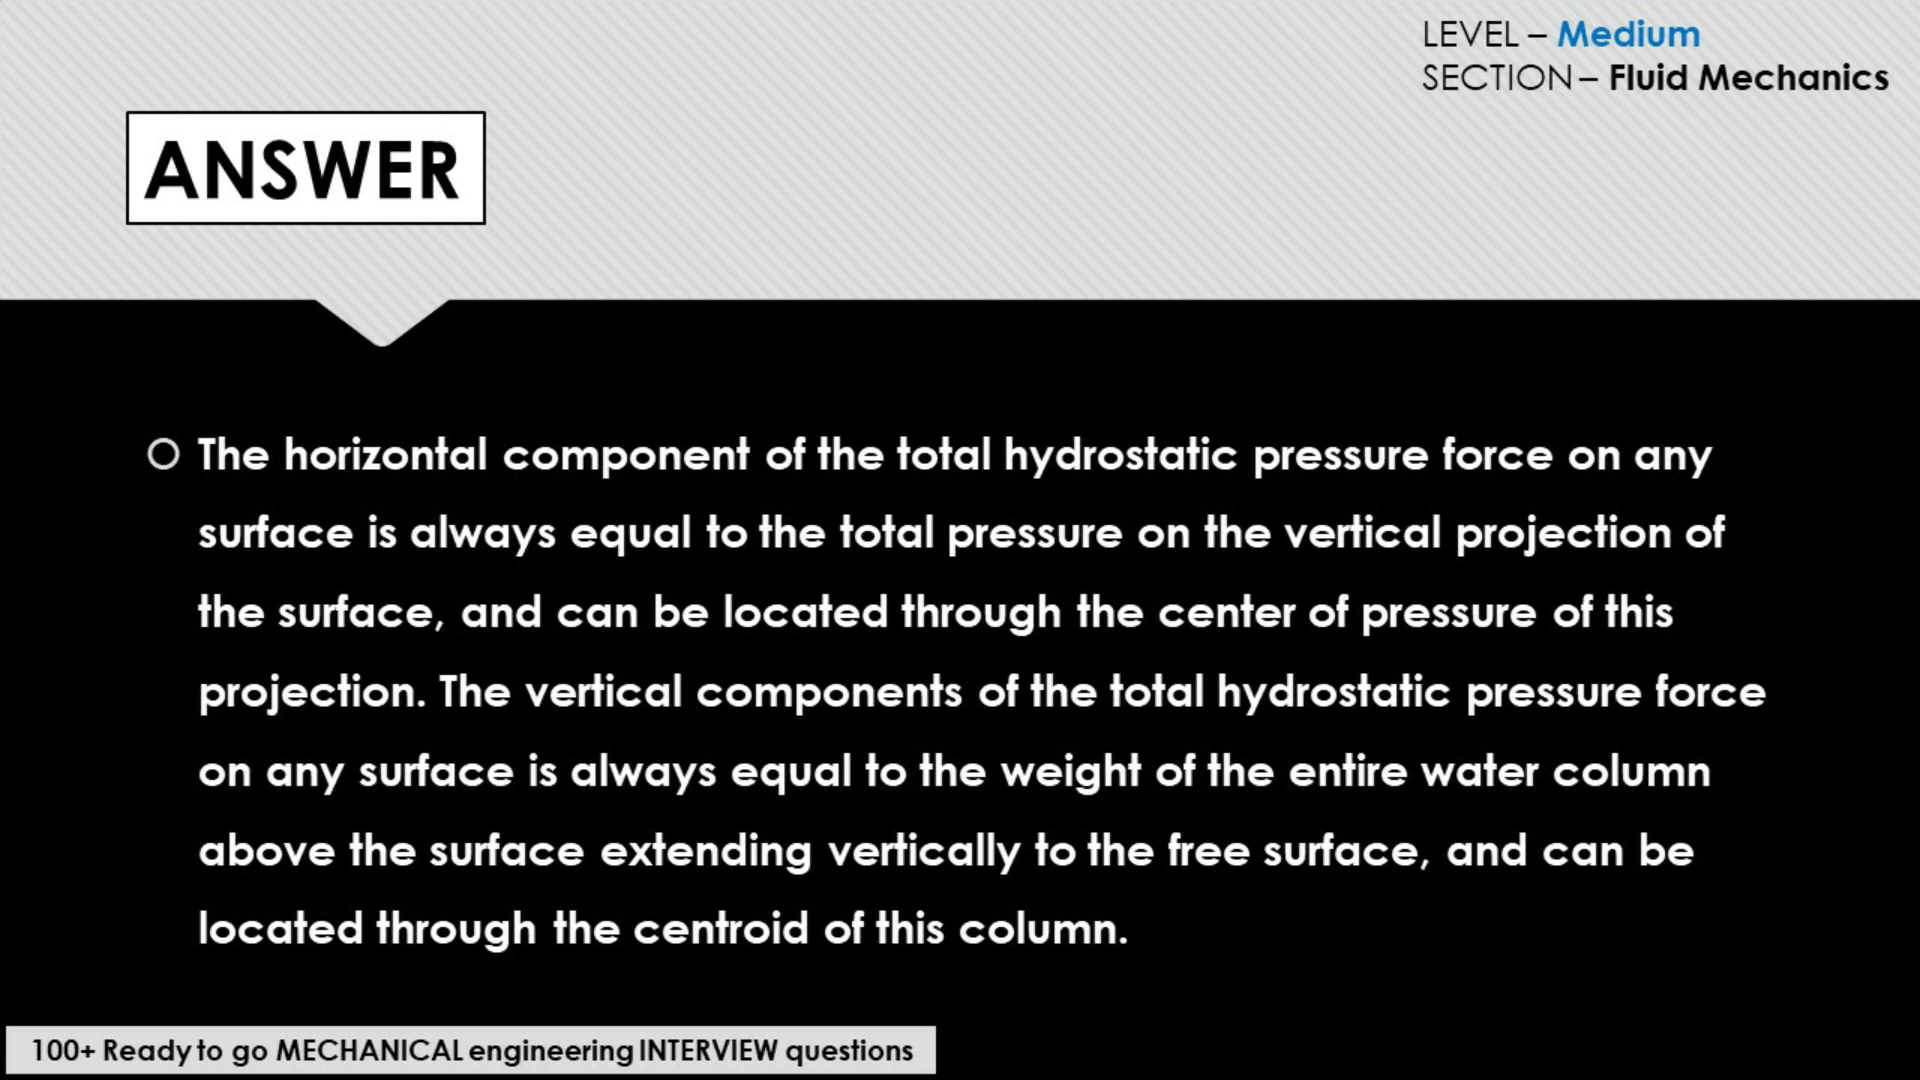 LEVEL – Medium
SECTION – Fluid Mechanics
ANSWER
The horizontal component of the total hydrostatic pressure force on any
surface is always equal to the total pressure on the vertical projection of
the surface, and can be located through the center of pressure of this
projection. The vertical components of the total hydrostatic pressure force
on any surface is always equal to the weight of the entire water column
above the surface extending vertically to the free surface, and can be
located through the centroid of this column.
100+ Ready to go MECHANICAL engineering INTERVIEW questions